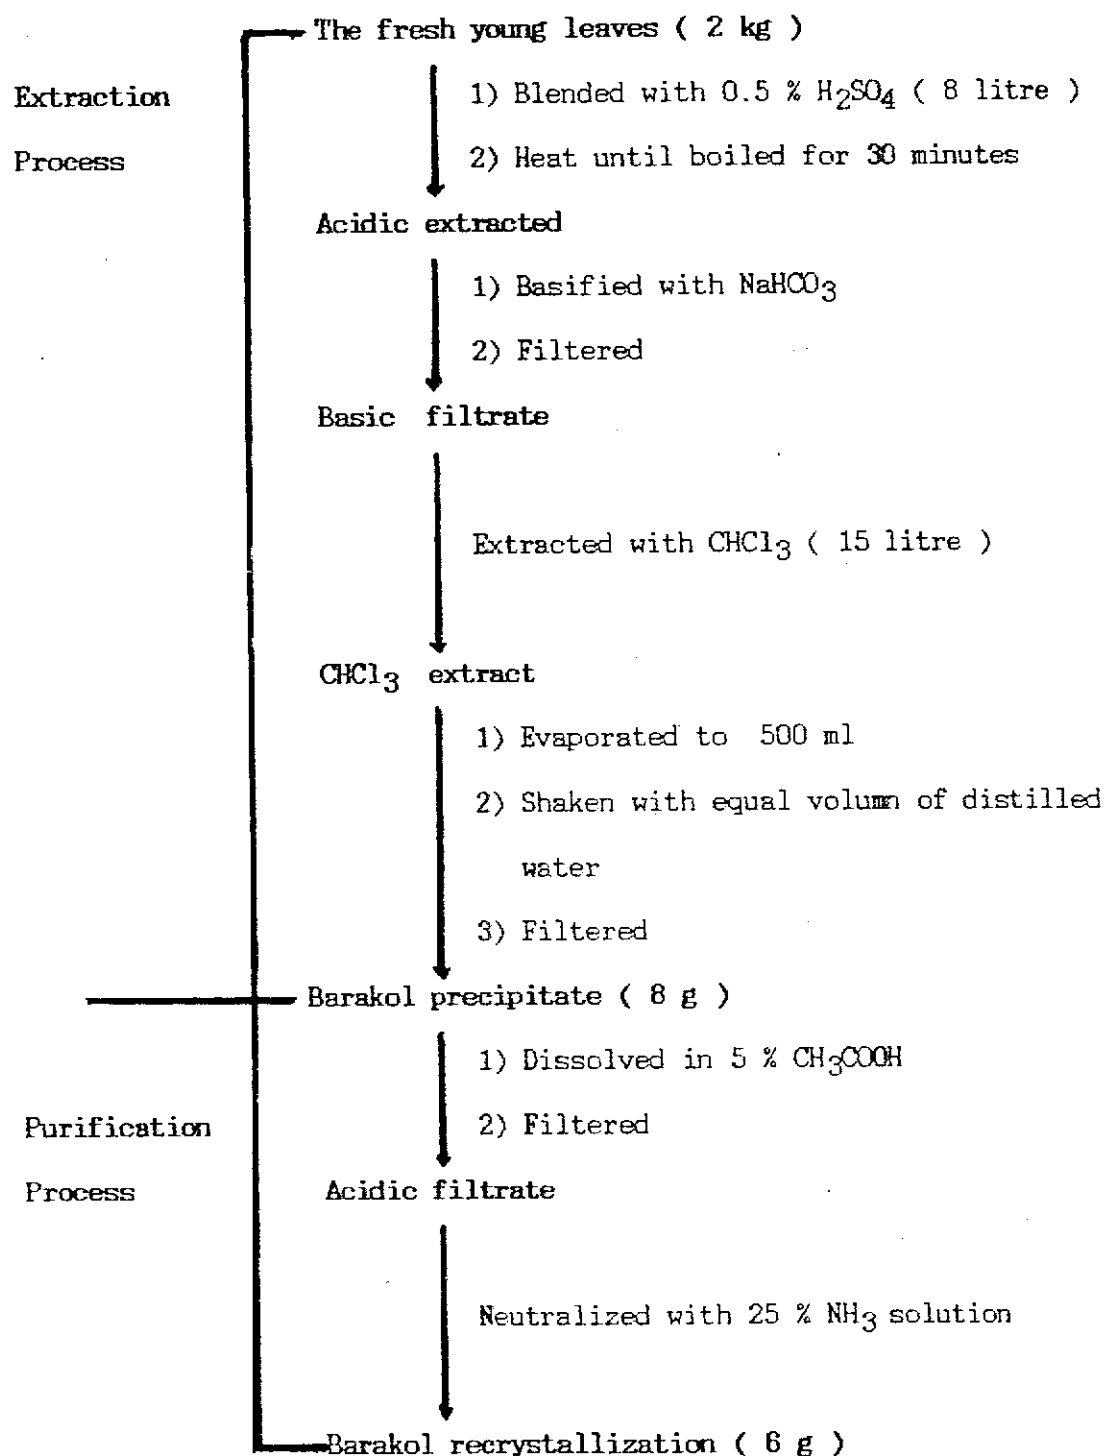 The fresh young leaves ( 2 kg )
Extraction
Process
1) Blended with 0.5 % H2SO4 ( 8 litre )
2) Heat until boiled for 30 minutes
Acidic extracted
1) Basified with NaHCO3
2) Filtered
Basic filtrate
Extracted with CHCl3 ( 15 litre )
CHCl3 extract
1) Evaporated to 500 ml
2) Shaken with equal volumn of distilled
water
3) Filtered
Barakol precipitate ( 8 g )
1) Dissolved in 5 % CH3COOH
2) Filtered
Purification
Process
Acidic filtrate
Neutralized with 25 % NH3 solution
Barakol recrystallization ( 6 g )